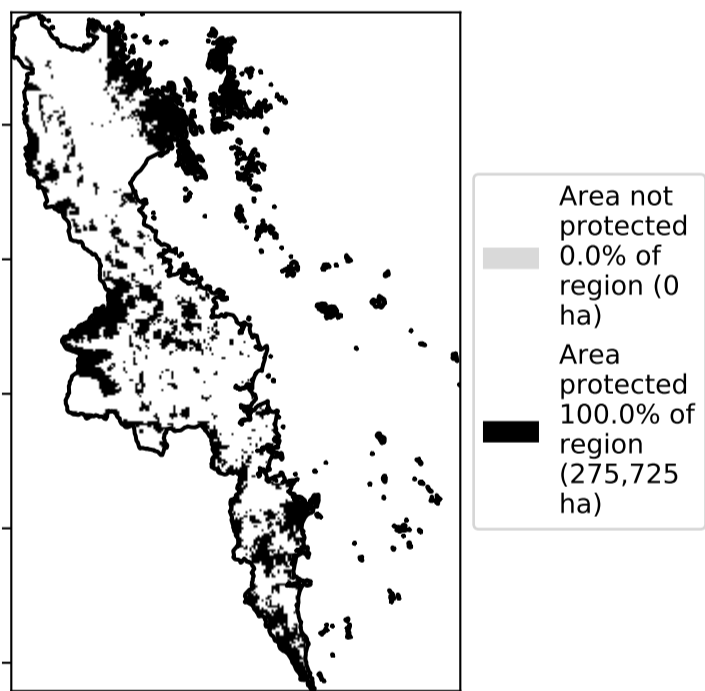 Area not
protected
0.0% of
region (0
ha)
Area
protected
100.0% of
region
(275,725
ha)